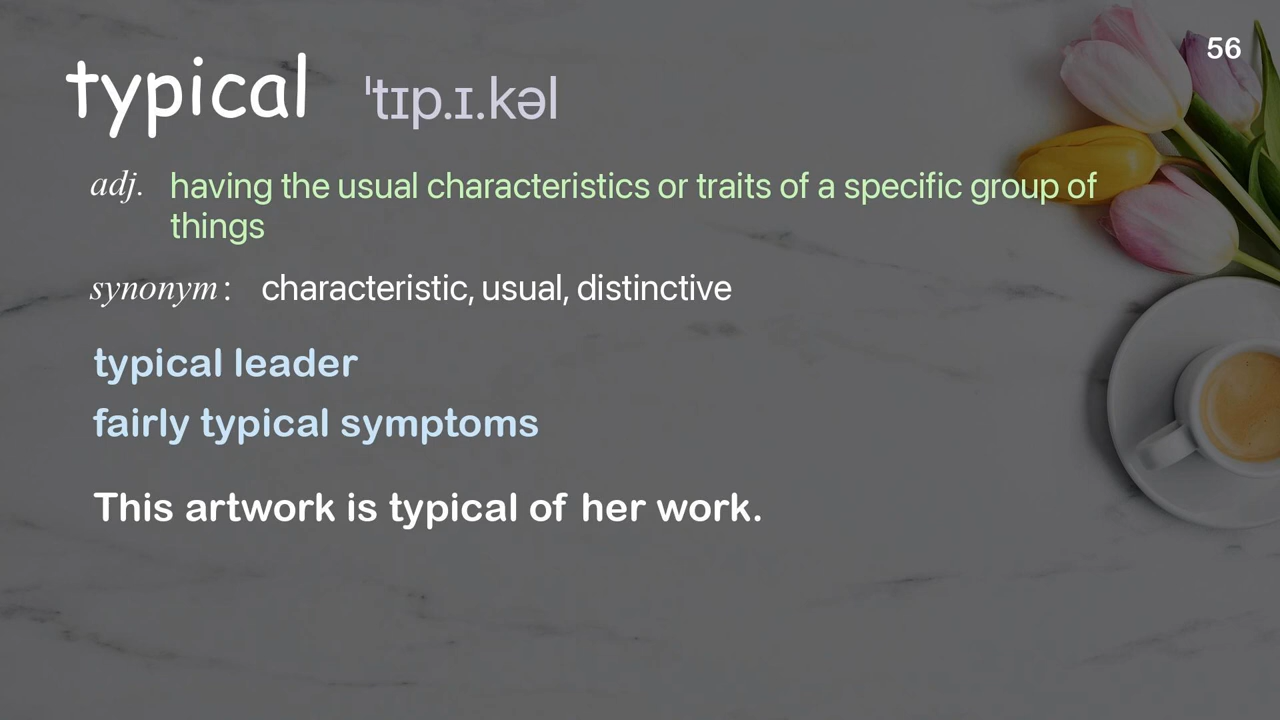 56
typical ˈtɪp.ɪ.kəl
adj. having the usual characteristics or traits of a specific group of
things
synonym: characteristic, usual, distinctive
typical leader
fairly typical symptoms
This artwork is typical of her work.